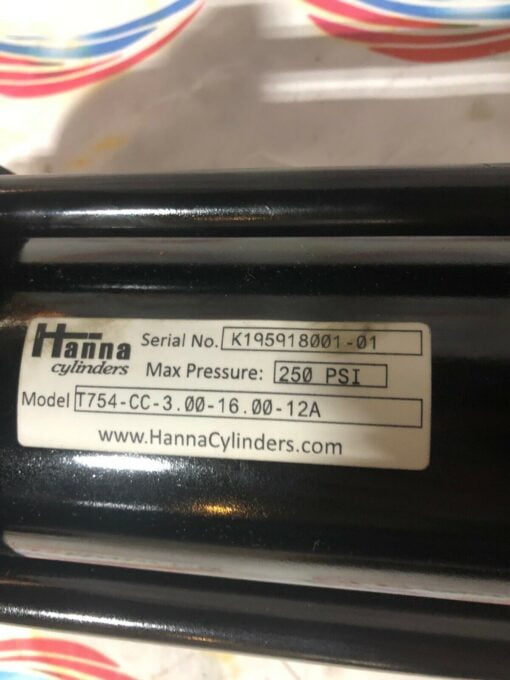 Hanna
cylinders
Serial No. K195918001-01
Max Pressure: 250 PSI
Model T754-CC-3.00-16.00-12A
www.HannaCylinders.com